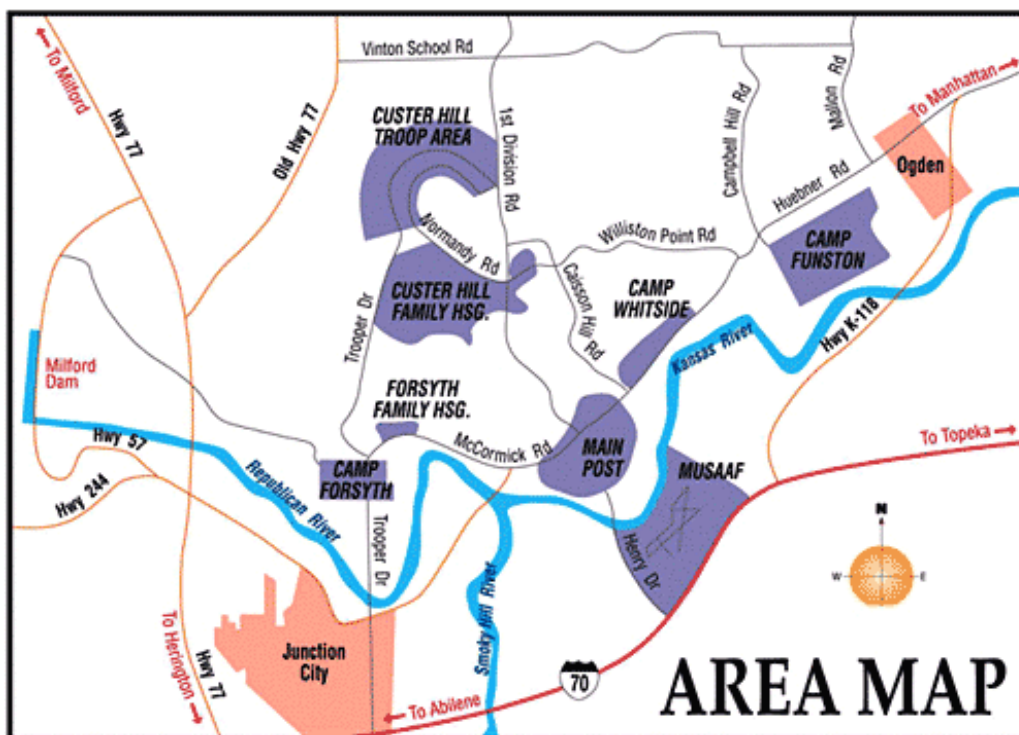 Vinton School Rd
To Milford
Hwy 77
Old Hwy 77
CUSTER HILL
TROOP AREA
1st Division Rd
Campbell Hill Rd
Mallon Rd
To Manhattan
Ogden
Huebner Rd
Normandy Rd
Williston Point Rd
CAMP
FUNSTON
CUSTER HILL
FAMILY HSG.
Caisson Hill Rd
CAMP
WHITSIDE
Trooper Dr
Kansas River
Hwy K-118
Milford
Dam
FORSYTH
FAMILY HSG.
Hwy 57
McCormick Rd
MAIN
POST
MUSAAF
To Topeka
Hwy 244
CAMP
FORSYTH
Republican River
N
W
E
Trooper Dr
Henry Dr
Smoky Hill River
To Herington
Hwy 77
Junction
City
70
To Abilene
AREA MAP